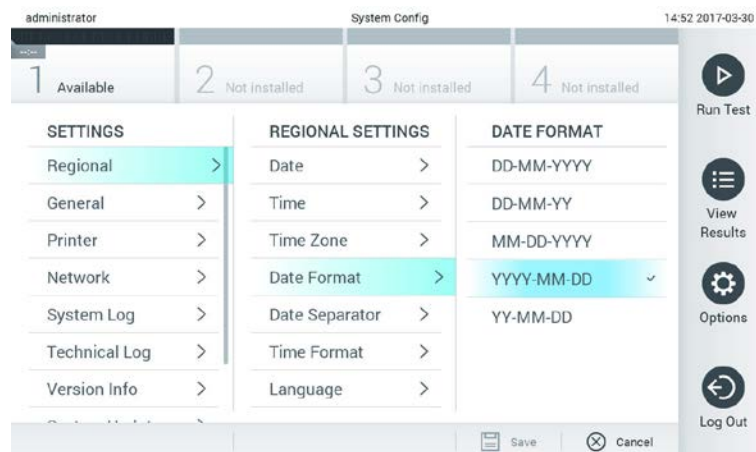 administrator
System Config
14:52 2017-03-30
--:--
1 Available
2 Not installed
3 Not installed
4 Not installed
SETTINGS
Regional
General
Printer
Network
System Log
Technical Log
Version Info
REGIONAL SETTINGS
Date
Time
Time Zone
Date Format
Date Separator
Time Format
Language
DATE FORMAT
DD-MM-YYYY
DD-MM-YY
MM-DD-YYYY
YYYY-MM-DD
YY-MM-DD
Run Test
View
Results
Options
Log Out
Save
Cancel